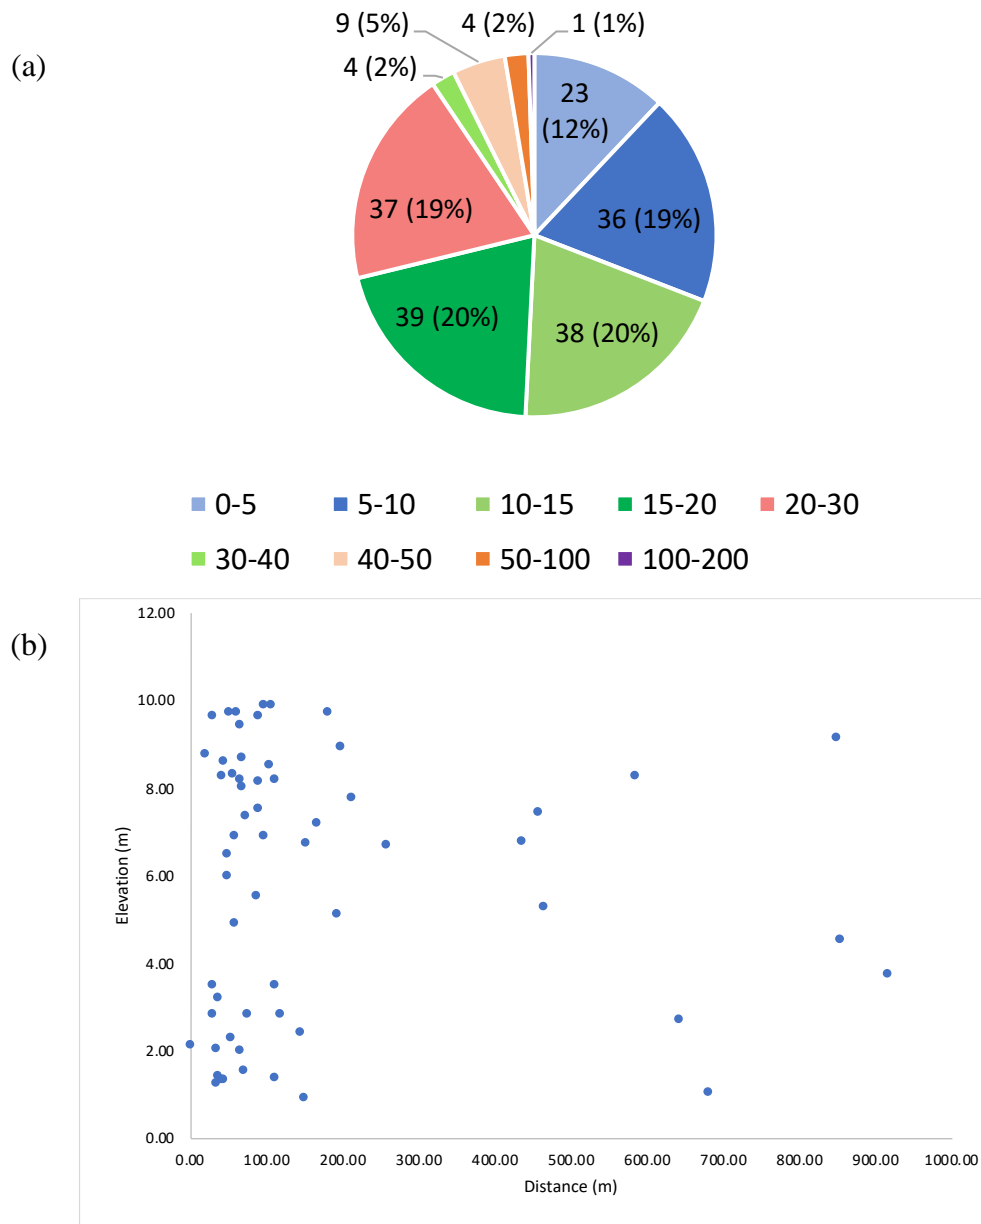 9 (5%) 4 (2%) 1 (1%)
(a)
4 (2%)
23
(12%)
37 (19%) 36 (19%)
39 (20%) 38 (20%)
0-5 5-10 10-15 15-20 20-30
30-40 40-50 50-100 100-200
(b)
12.00
10.00
8.00
6.00
4.00
2.00
0.00
Elevation (m)
0.00 100.00 200.00 300.00 400.00 500.00 600.00 700.00 800.00 900.00 1000.00
Distance (m)